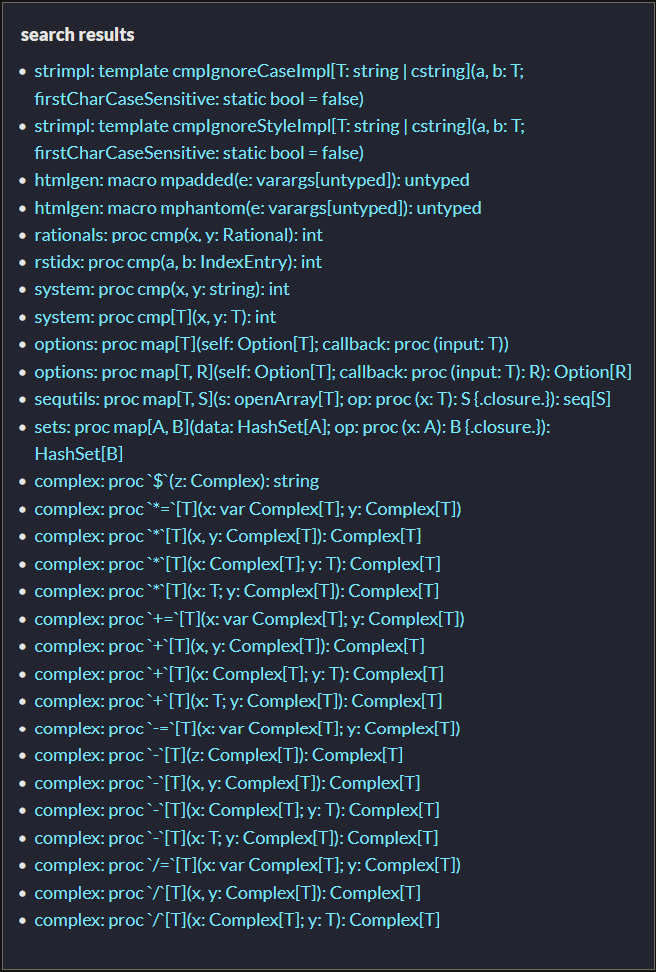 search results
strimpl: template cmpIgnoreCaseImpl[T: string | cstring](a, b: T;
firstCharCaseSensitive: static bool = false)
strimpl: template cmpIgnoreStyleImpl[T: string | cstring](a, b: T;
firstCharCaseSensitive: static bool = false)
htmlgen: macro mpadded(e: varargs[untyped]): untyped
htmlgen: macro mphantom(e: varargs[untyped]): untyped
rationals: proc cmp(x, y: Rational): int
rstidx: proc cmp(a, b: IndexEntry): int
system: proc cmp(x, y: string): int
system: proc cmp[T](x, y: T): int
options: proc map[T](self: Option[T]; callback: proc (input: T))
options: proc map[T, R](self: Option[T]; callback: proc (input: T): R): Option[R]
sequtils: proc map[T, S](s: openArray[T]; op: proc (x: T): S {.closure.}): seq[S]
sets: proc map[A, B](data: HashSet[A]; op: proc (x: A): B {.closure.}):
HashSet[B]
complex: proc `$`(z: Complex): string
complex: proc `*=`[T](x: var Complex[T]; y: Complex[T])
complex: proc `*`[T](x, y: Complex[T]): Complex[T]
complex: proc `*`[T](x: Complex[T]; y: T): Complex[T]
complex: proc `*`[T](x: T; y: Complex[T]): Complex[T]
complex: proc `+=`[T](x: var Complex[T]; y: Complex[T])
complex: proc `+`[T](x, y: Complex[T]): Complex[T]
complex: proc `+`[T](x: Complex[T]; y: T): Complex[T]
complex: proc `+`[T](x: T; y: Complex[T]): Complex[T]
complex: proc `-=`[T](x: var Complex[T]; y: Complex[T])
complex: proc `-`[T](z: Complex[T]): Complex[T]
complex: proc `-`[T](x, y: Complex[T]): Complex[T]
complex: proc `-`[T](x: Complex[T]; y: T): Complex[T]
complex: proc `-`[T](x: T; y: Complex[T]): Complex[T]
complex: proc `/=`[T](x: var Complex[T]; y: Complex[T])
complex: proc `/`[T](x, y: Complex[T]): Complex[T]
complex: proc `/`[T](x: Complex[T]; y: T): Complex[T]